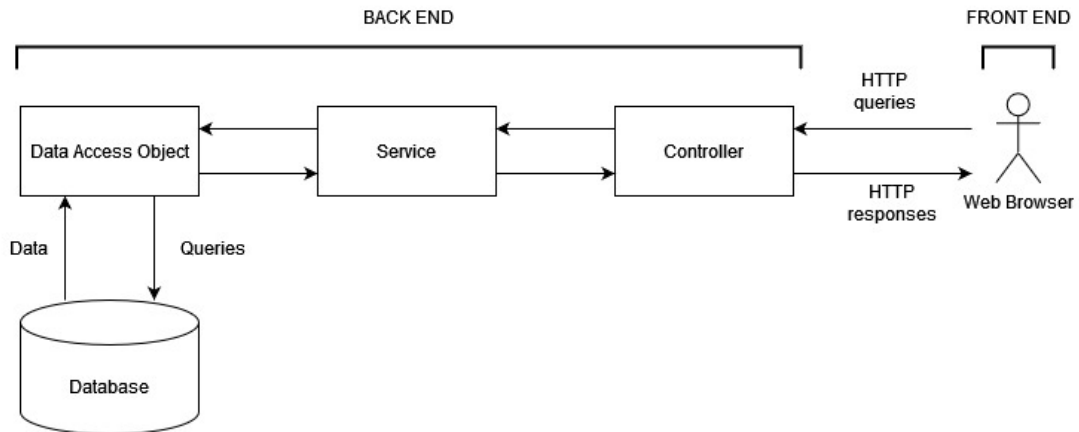 BACK END
FRONT END
HTTP
queries
Data Access Object
Service
Controller
HTTP
responses
Web Browser
Data
Queries
Database